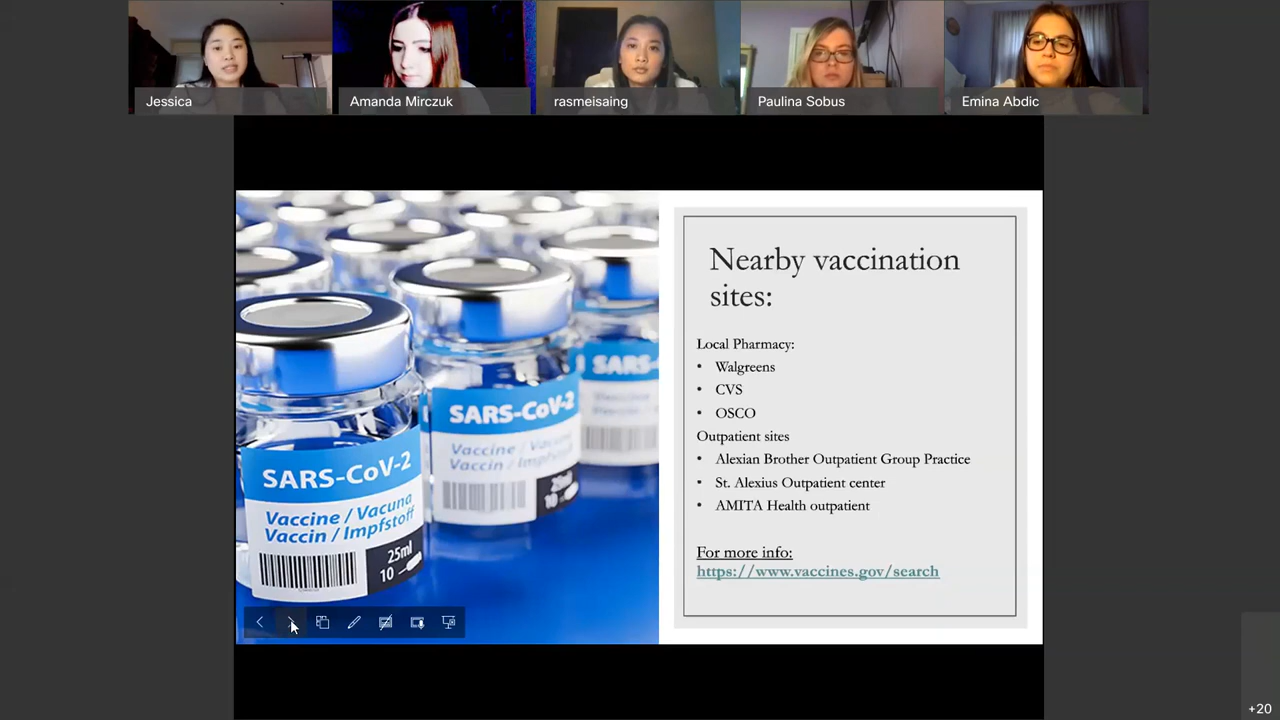 Jessica
Amanda Mirczuk
rasmeisaing
Paulina Sobus
Emina Abdic
SARS-CoV-2
Vaccine / Vacuna
Vaccin / Impfstoff
25ml
10
SARS-CoV-2
Vaccine /
Vaccin /
10
SARS-
Nearby vaccination
sites:
Local Pharmacy:
• Walgreens
• CVS
• OSCO
Outpatient sites
• Alexian Brother Outpatient Group Practice
• St. Alexius Outpatient center
• AMITA Health outpatient
For more info:
https://www.vaccines.gov/search
+20